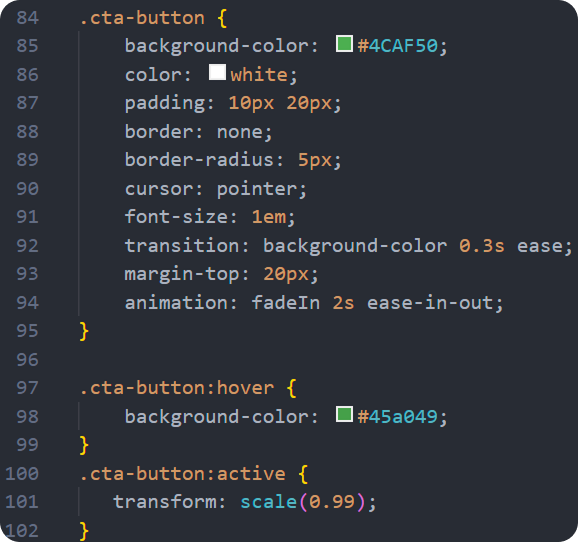 84 .cta-button {
85     background-color: #4CAF50;
86     color: white;
87     padding: 10px 20px;
88     border: none;
89     border-radius: 5px;
90     cursor: pointer;
91     font-size: 1em;
92     transition: background-color 0.3s ease;
93     margin-top: 20px;
94     animation: fadeIn 2s ease-in-out;
95 }
96
97 .cta-button:hover {
98     background-color: #45a049;
99 }
100 .cta-button:active {
101    transform: scale(0.99);
102 }